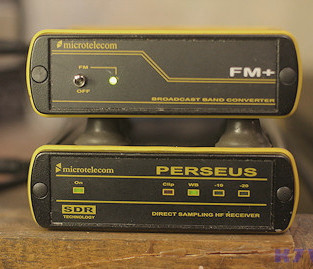 microtelecom
FM
OFF
FM+
BROADCAST BAND CONVERTER
microtelecom
PERSEUS
On
Clip WB -10 -20
SDR
TECHNOLOGY
DIRECT SAMPLING HF RECEIVER